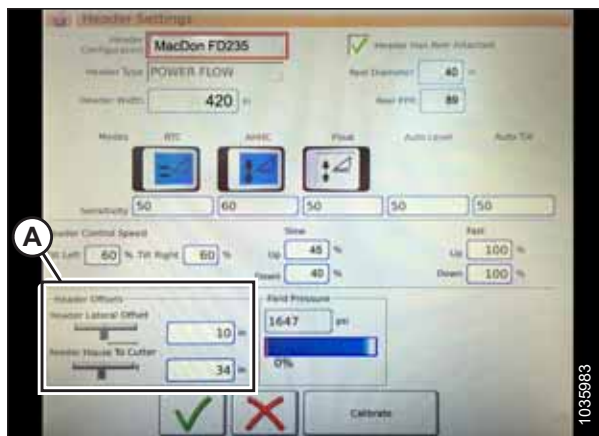 Header Settings
Header Configuration MacDon FD235
Header Has Reel Attached
Header Type POWER FLOW
Reel Diameter 40 in
Header Width 420 in
Reel PPR 89
Modes RTC AHHC Float Auto Level Auto Tilt
Sensitivity 50 60 50 50 50
A
Header Control Speed
Tilt Left 60 % Tilt Right 60 %
Slow
Up 45 %
Down 40 %
Fast
Up 100 %
Down 100 %
Header Offsets
Header Lateral Offset
10 in
Feeder House To Cutter
34 in
Field Pressure
1647 psi
0%
Calibrate
1035983